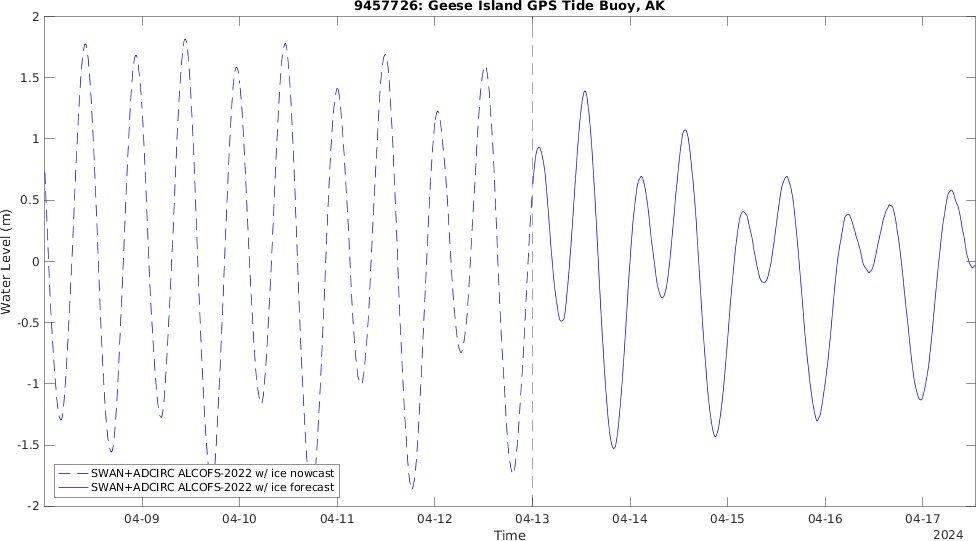 9457726: Geese Island GPS Tide Buoy, AK
2
1.5
1
0.5
0
-0.5
-1
-1.5
-2
Water Level (m)
SWAN+ADCIRC ALCOFS-2022 w/ ice nowcast
SWAN+ADCIRC ALCOFS-2022 w/ ice forecast
04-09 04-10 04-11 04-12 04-13 04-14 04-15 04-16 04-17
Time
2024